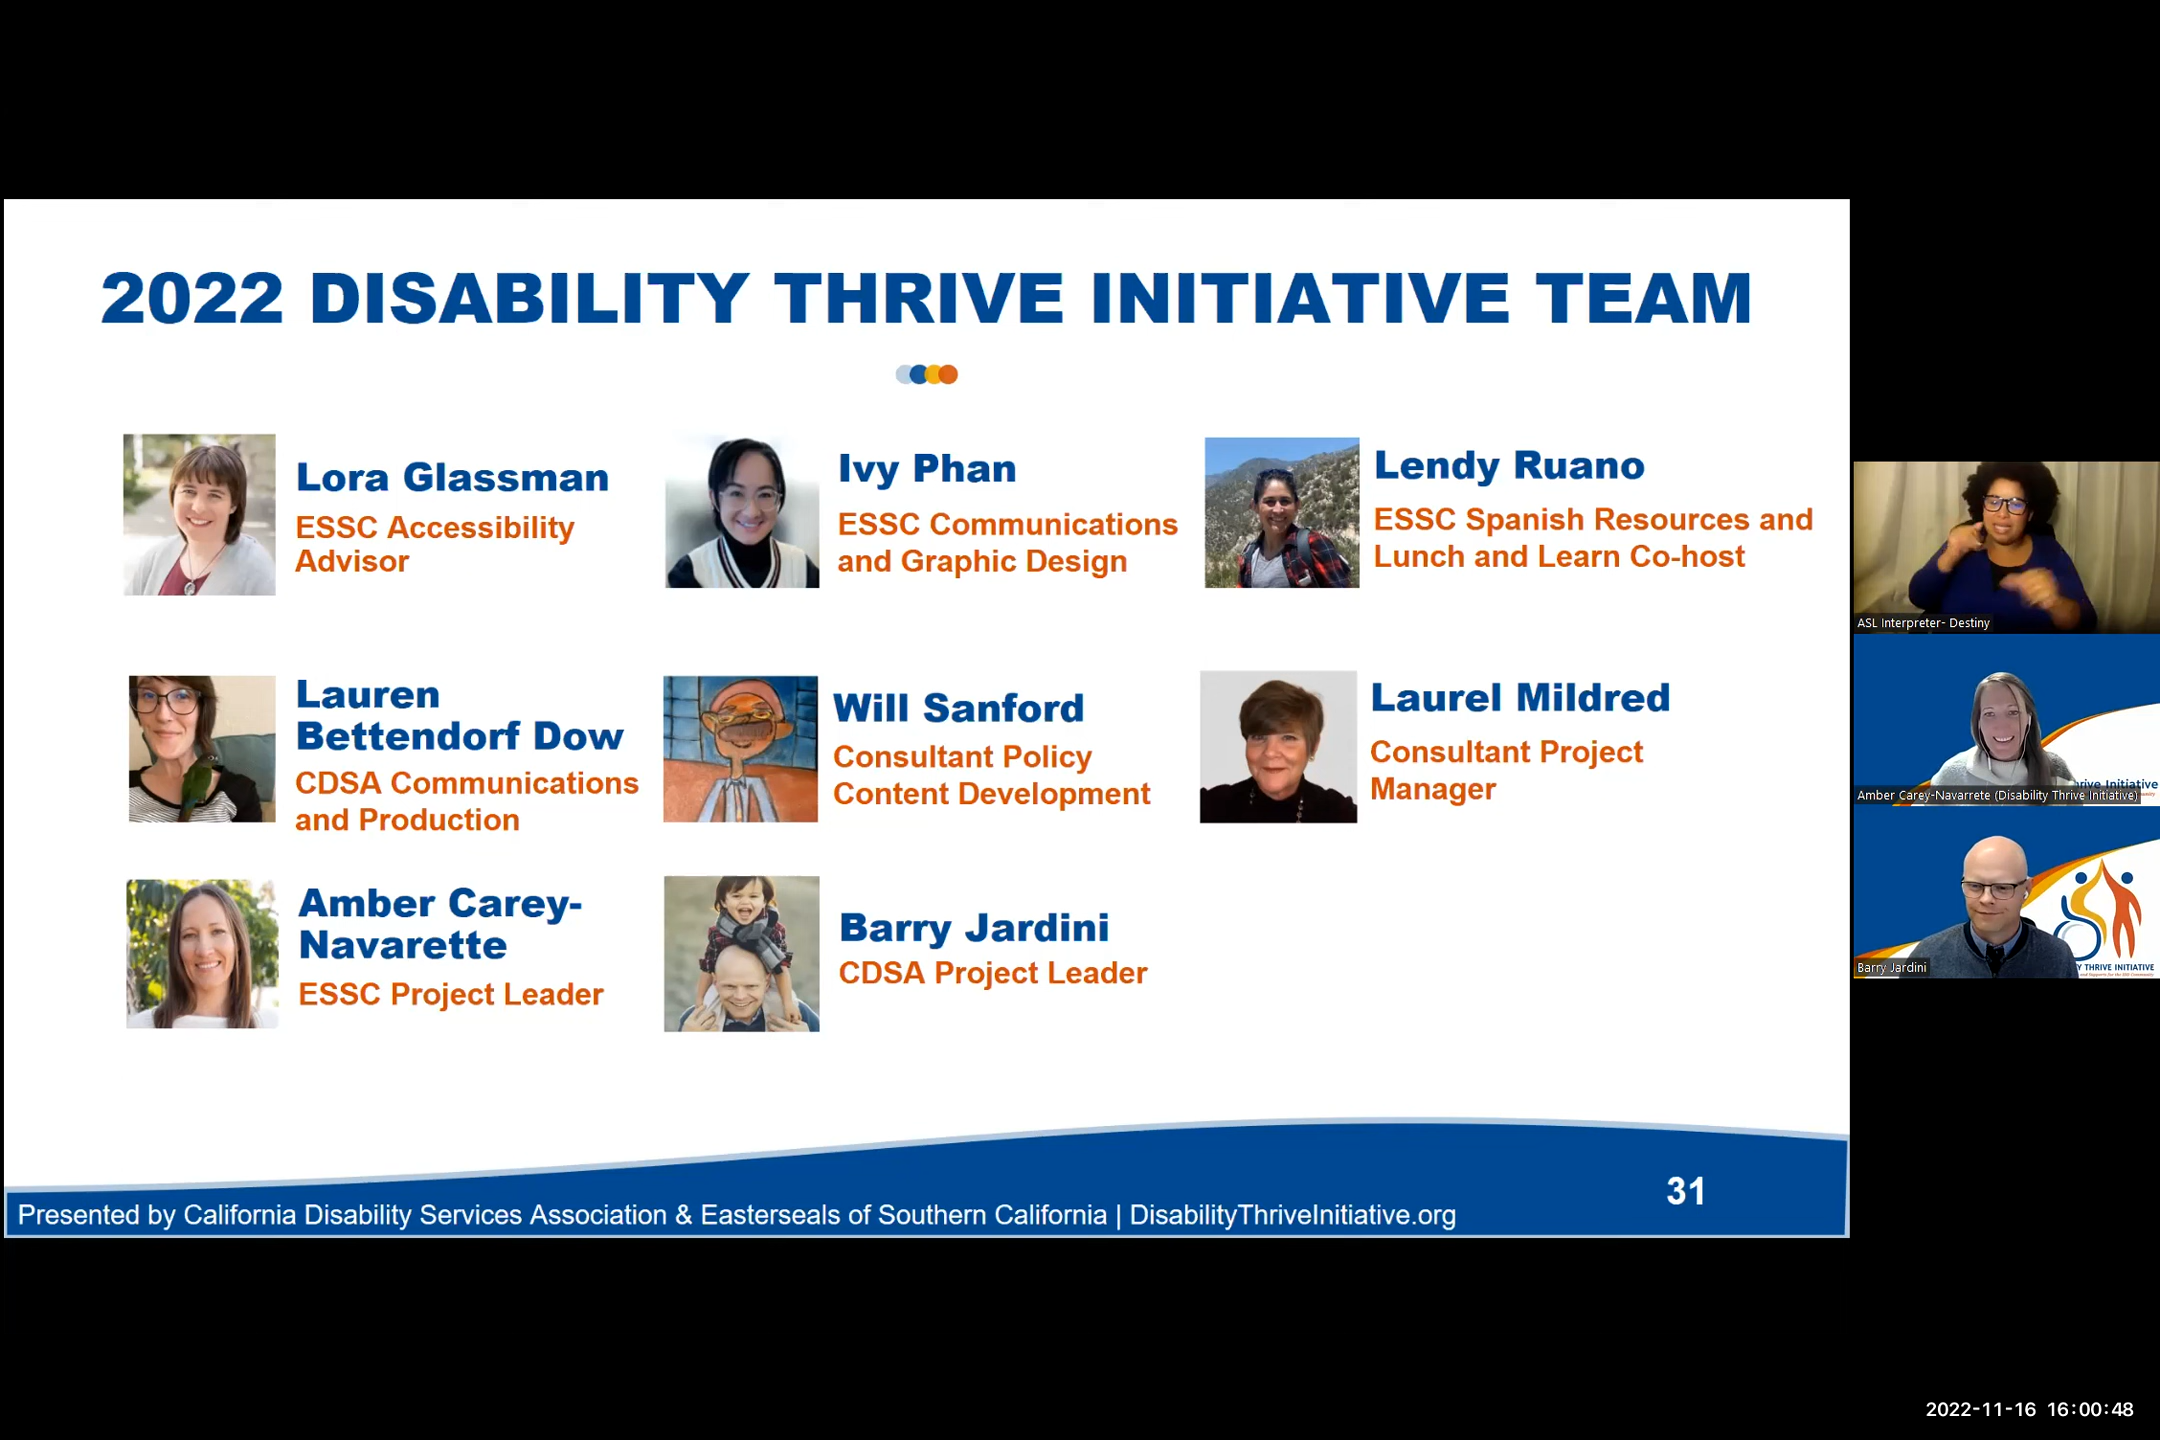 2022 DISABILITY THRIVE INITIATIVE TEAM
Lora Glassman
ESSC Accessibility
Advisor
Ivy Phan
ESSC Communications
and Graphic Design
Lendy Ruano
ESSC Spanish Resources and
Lunch and Learn Co-host
Lauren
Bettendorf Dow
CDSA Communications
and Production
Will Sanford
Consultant Policy
Content Development
Laurel Mildred
Consultant Project
Manager
Amber Carey-
Navarette
ESSC Project Leader
Barry Jardini
CDSA Project Leader
31
Presented by California Disability Services Association & Easterseals of Southern California | DisabilityThriveInitiative.org
ASL Interpreter- Destiny
Initiative
Amber Carey-Navarrete (Disability Thrive Initiative)
THRIVE INITIATIVE
Barry Jardini
2022-11-16 16:00:48